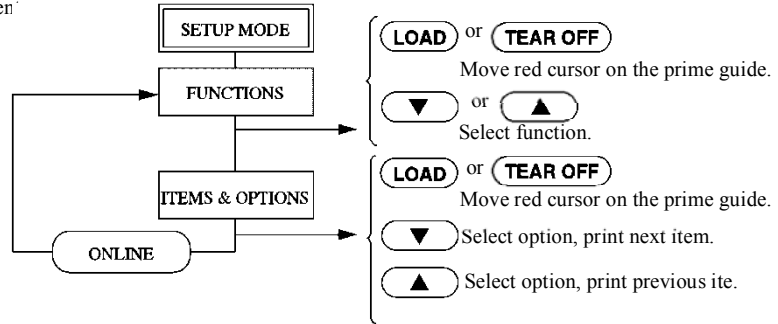 en
SETUP MODE
LOAD or TEAR OFF
Move red cursor on the prime guide.
FUNCTIONS
▼ or ▲
Select function.
LOAD or TEAR OFF
Move red cursor on the prime guide.
ITEMS & OPTIONS
▼ Select option, print next item.
ONLINE
▲ Select option, print previous ite.